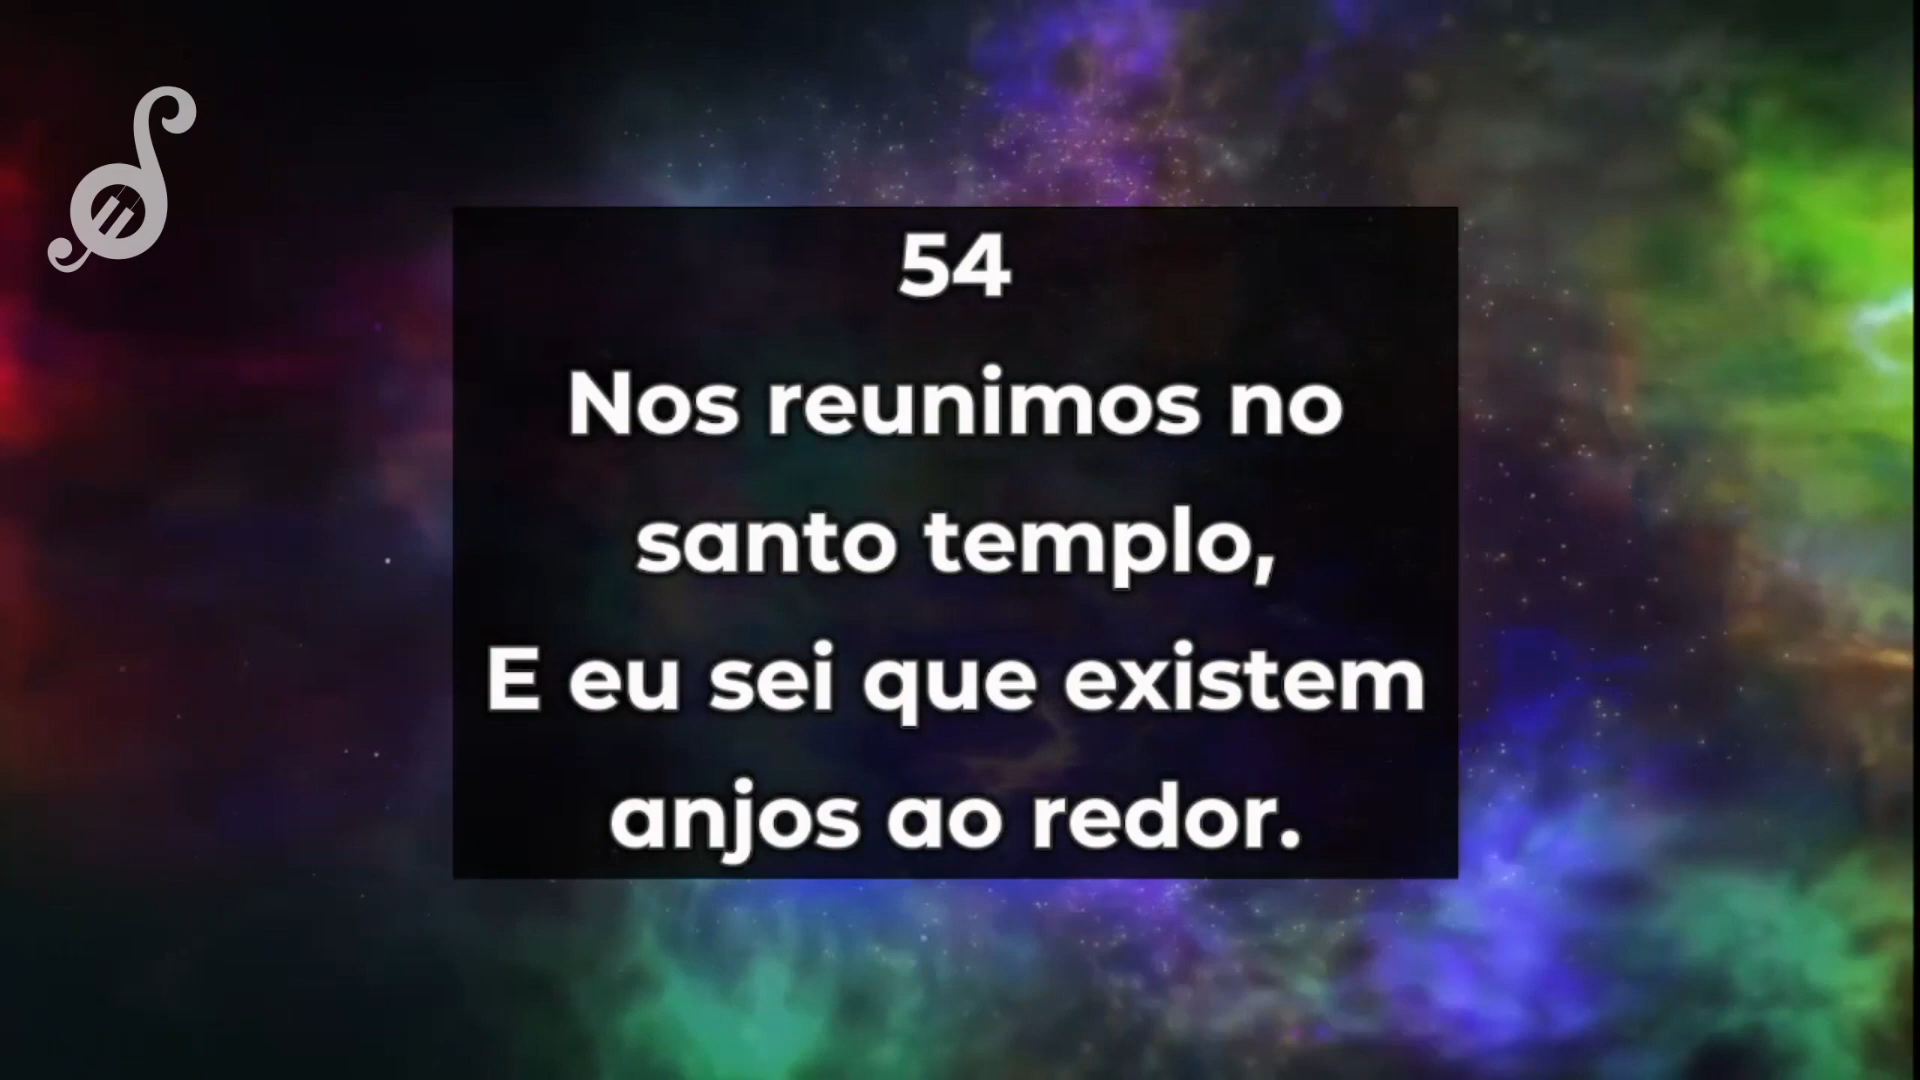 54
Nos reunimos no
santo templo,
E eu sei que existem
anjos ao redor.